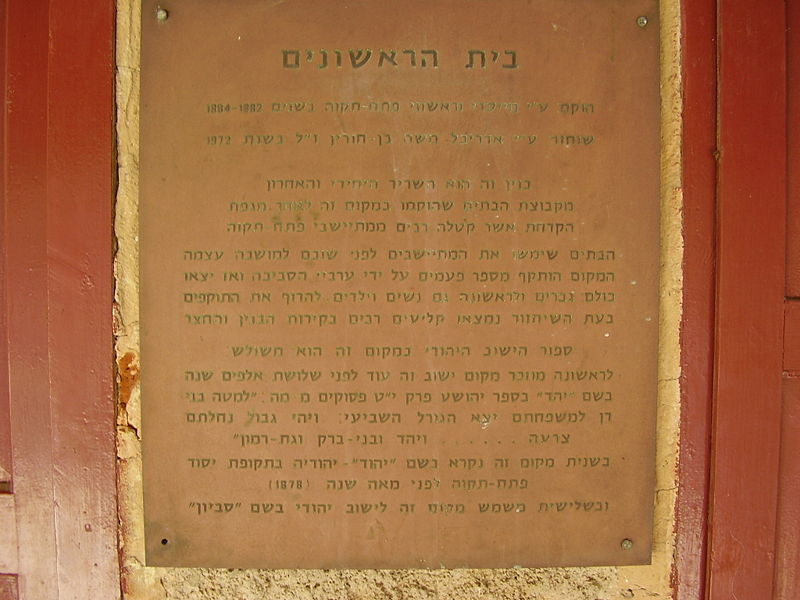 בית הראשונים
הוקם ע"י מייסדי וראשוני פתח-תקוה בשנים 1884-1882
שוחזר ע"י אדריכל משה בן-חורין ז"ל בשנת 1972
בנין זה הוא השריד היחידי והאחרון
מקבוצת הבתים שהוקמו במקום זה לאחר מגפת
הקדחת אשר קטלה רבים ממתיישבי פתח תקוה
הבתים שימשו את המתיישבים לפני שובם למושבה עצמה
המקום הותקף מספר פעמים על ידי ערביי הסביבה ואז יצאו
כולם גברים ולראשונה גם נשים וילדים להדוף את התוקפים
בעת השיחזור נמצאו קליעים רבים בקירות הבנין והחצר
ספור הישוב היהודי במקום זה הוא משולש
לראשונה מוזכר מקום ישוב זה עוד לפני שלושת אלפים שנה
בשם "יהד" בספר יהושע פרק י"ט פסוקים מ מה: "למטה בני
דן למשפחתם יצא הגורל השביעי: ויהי גבול נחלתם
צרעה . . . . . . ויהד ובני-ברק וגת-רמון"
בשנית מקום זה נקרא בשם "יהוד"- יהודיה בתקופת יסוד
פתח-תקוה לפני מאה שנה (1878)
ובשלישית משמש מקום זה לישוב יהודי בשם "סביון"